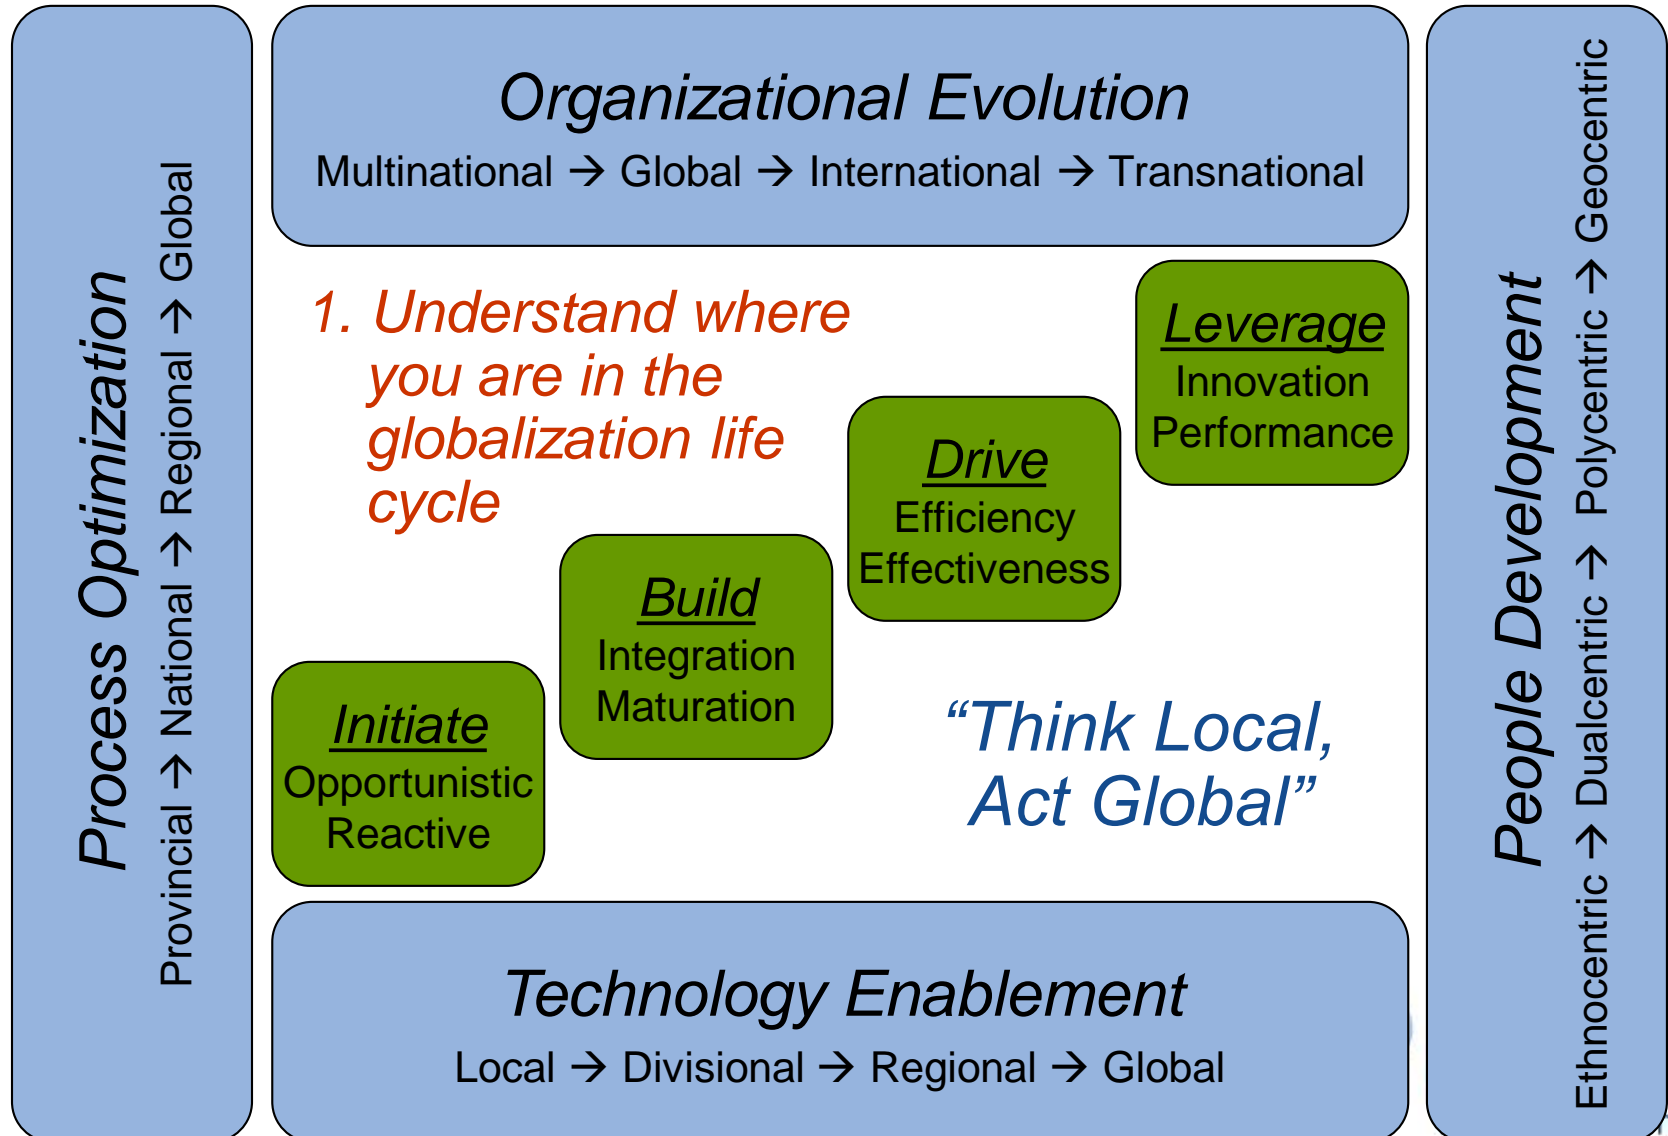 Organizational Evolution
Multinational → Global → International → Transnational
Process Optimization
Provincial → National → Regional → Global
1. Understand where
you are in the
globalization life
cycle
Leverage
Innovation
Performance
Drive
Efficiency
Effectiveness
Build
Integration
Maturation
Initiate
Opportunistic
Reactive
“Think Local,
Act Global”
People Development
Ethnocentric → Dualcentric → Polycentric → Geocentric
Technology Enablement
Local → Divisional → Regional → Global